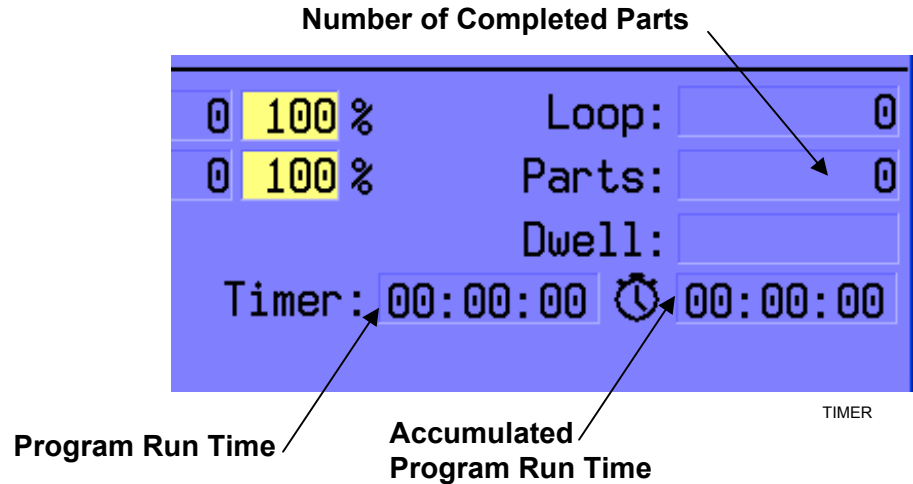 Number of Completed Parts
0 100 % Loop: 0
0 100 % Parts: 0
Dwell:
Timer: 00:00:00 00:00:00
TIMER
Program Run Time
Accumulated
Program Run Time